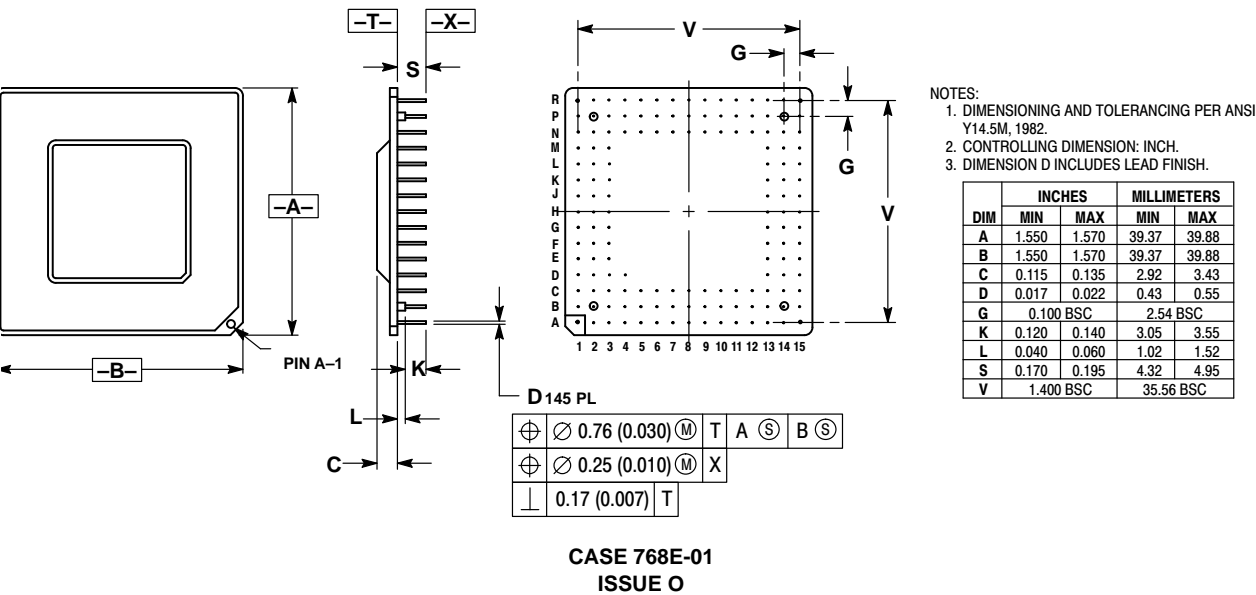 –T–
–X–
S
V
G
R
P
N
M
L
K
J
H
G
F
E
D
C
B
A
1 2 3 4 5 6 7 8 9 10 11 12 13 14 15
G
V
–A–
–B–
PIN A–1
K
L
C
D 145 PL
⌖ ∅ 0.76 (0.030) Ⓜ T A Ⓢ B Ⓢ
⌖ ∅ 0.25 (0.010) Ⓜ X
⊥ 0.17 (0.007) T
NOTES:
1. DIMENSIONING AND TOLERANCING PER ANSI
Y14.5M, 1982.
2. CONTROLLING DIMENSION: INCH.
3. DIMENSION D INCLUDES LEAD FINISH.
INCHES MILLIMETERS
DIM MIN MAX MIN MAX
A 1.550 1.570 39.37 39.88
B 1.550 1.570 39.37 39.88
C 0.115 0.135 2.92 3.43
D 0.017 0.022 0.43 0.55
G 0.100 BSC 2.54 BSC
K 0.120 0.140 3.05 3.55
L 0.040 0.060 1.02 1.52
S 0.170 0.195 4.32 4.95
V 1.400 BSC 35.56 BSC
CASE 768E-01
ISSUE O